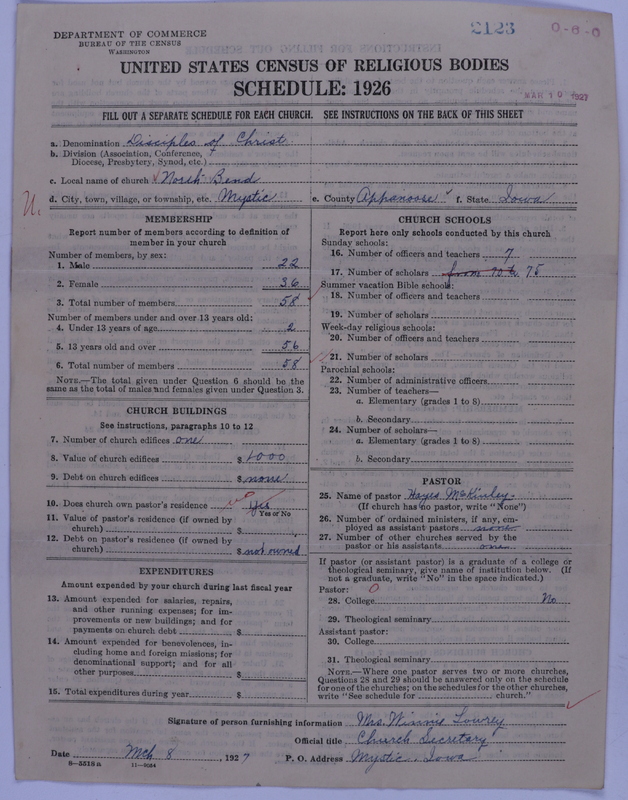 2123
0-6-0
DEPARTMENT OF COMMERCE
BUREAU OF THE CENSUS
WASHINGTON
UNITED STATES CENSUS OF RELIGIOUS BODIES
SCHEDULE: 1926
MAR 10 1927
FILL OUT A SEPARATE SCHEDULE FOR EACH CHURCH. SEE INSTRUCTIONS ON THE BACK OF THIS SHEET
a. Denomination Disciples of Christ
b. Division (Association, Conference, Diocese, Presbytery, Synod, etc.)
c. Local name of church North Bend
d. City, town, village, or township, etc. Mystic e. County Appanoose f. State Iowa
MEMBERSHIP
Report number of members according to definition of
member in your church
Number of members, by sex:
1. Male 22
2. Female 36
3. Total number of members 58
Number of members under and over 13 years old:
4. Under 13 years of age 2
5. 13 years old and over 56
6. Total number of members 58
NOTE.—The total given under Question 6 should be the
same as the total of males and females given under Question 3.
CHURCH BUILDINGS
See instructions, paragraphs 10 to 12
7. Number of church edifices one
8. Value of church edifices $ 1000
9. Debt on church edifices $ none
10. Does church own pastor's residence no Yes
Yes or No
11. Value of pastor's residence (if owned by
church) $
12. Debt on pastor's residence (if owned by
church) $ not owned
EXPENDITURES
Amount expended by your church during last fiscal year
13. Amount expended for salaries, repairs,
and other running expenses; for im-
provements or new buildings; and for
payments on church debt $
14. Amount expended for benevolences, in-
cluding home and foreign missions; for
denominational support; and for all
other purposes $
15. Total expenditures during year $
CHURCH SCHOOLS
Report here only schools conducted by this church
Sunday schools:
16. Number of officers and teachers 7
17. Number of scholars from 70 to 75
Summer vacation Bible schools:
18. Number of officers and teachers
19. Number of scholars
Week-day religious schools:
20. Number of officers and teachers
21. Number of scholars
Parochial schools:
22. Number of administrative officers
23. Number of teachers—
a. Elementary (grades 1 to 8)
b. Secondary
24. Number of scholars—
a. Elementary (grades 1 to 8)
b. Secondary
PASTOR
25. Name of pastor Hayes McKinley
(If church has no pastor, write "None")
26. Number of ordained ministers, if any, em-
ployed as assistant pastors none
27. Number of other churches served by the
pastor or his assistants one
If pastor (or assistant pastor) is a graduate of a college or
theological seminary, give name of institution below. (If
not a graduate, write "No" in the space indicated.)
Pastor: 0
28. College No
29. Theological seminary
Assistant pastor:
30. College
31. Theological seminary
NOTE.—Where one pastor serves two or more churches,
Questions 28 and 29 should be answered only on the schedule
for one of the churches; on the schedules for the other churches,
write "See schedule for church."
Signature of person furnishing information Mrs. Winnie Lowrey
Official title Church Secretary
Date Mch 8, 1927 P. O. Address Mystic, Iowa
8-5518 a 11-9034